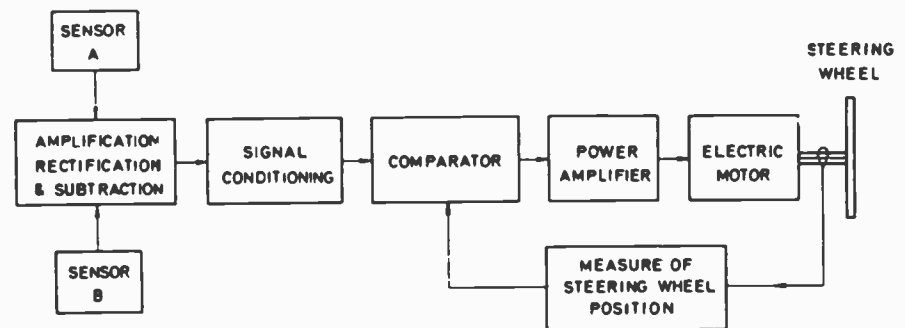 SENSOR
A
STEERING
WHEEL
AMPLIFICATION
RECTIFICATION
& SUBTRACTION
SIGNAL
CONDITIONING
COMPARATOR
POWER
AMPLIFIER
ELECTRIC
MOTOR
SENSOR
B
MEASURE OF
STEERING WHEEL
POSITION